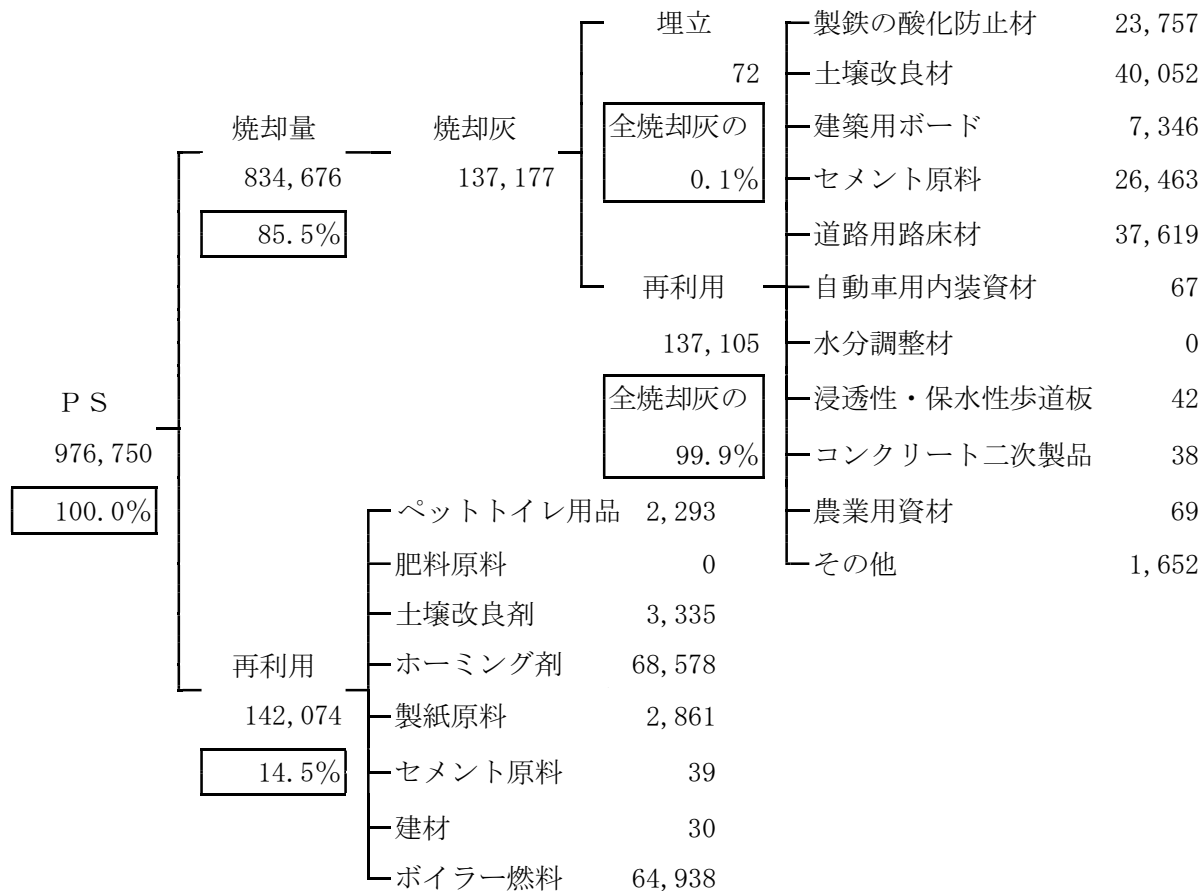 埋立 製鉄の酸化防止材 23,757
72 土壌改良材 40,052
焼却量 焼却灰 全焼却灰の 建築用ボード 7,346
834,676 137,177 0.1% セメント原料 26,463
85.5% 道路用路床材 37,619
再利用 自動車用内装資材 67
137,105 水分調整材 0
ＰＳ 全焼却灰の 浸透性・保水性歩道板 42
976,750 99.9% コンクリート二次製品 38
100.0% ペットトイレ用品 2,293 農業用資材 69
肥料原料 0 その他 1,652
土壌改良剤 3,335
再利用 ホーミング剤 68,578
142,074 製紙原料 2,861
14.5% セメント原料 39
建材 30
ボイラー燃料 64,938